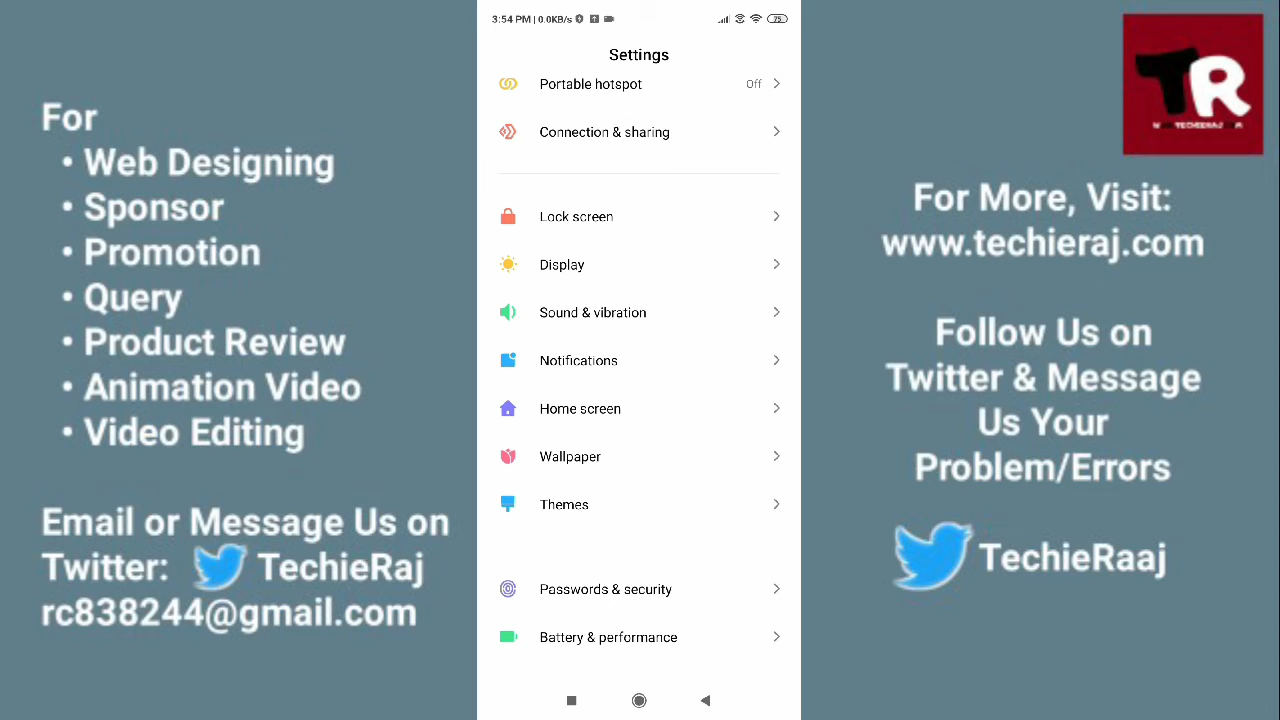 For
• Web Designing
• Sponsor
• Promotion
• Query
• Product Review
• Animation Video
• Video Editing
Email or Message Us on
Twitter: TechieRaj
rc838244@gmail.com
3:54 PM | 0.0KB/s
75
Settings
Portable hotspot Off
Connection & sharing
Lock screen
Display
Sound & vibration
Notifications
Home screen
Wallpaper
Themes
Passwords & security
Battery & performance
TR
For More, Visit:
www.techieraj.com
Follow Us on
Twitter & Message
Us Your
Problem/Errors
TechieRaaj